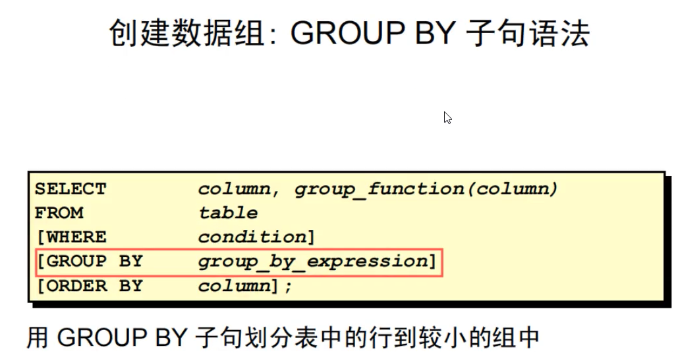 创建数据组：GROUP BY 子句语法
SELECT column, group_function(column)
FROM table
[WHERE condition]
[GROUP BY group_by_expression]
[ORDER BY column];
用 GROUP BY 子句划分表中的行到较小的组中